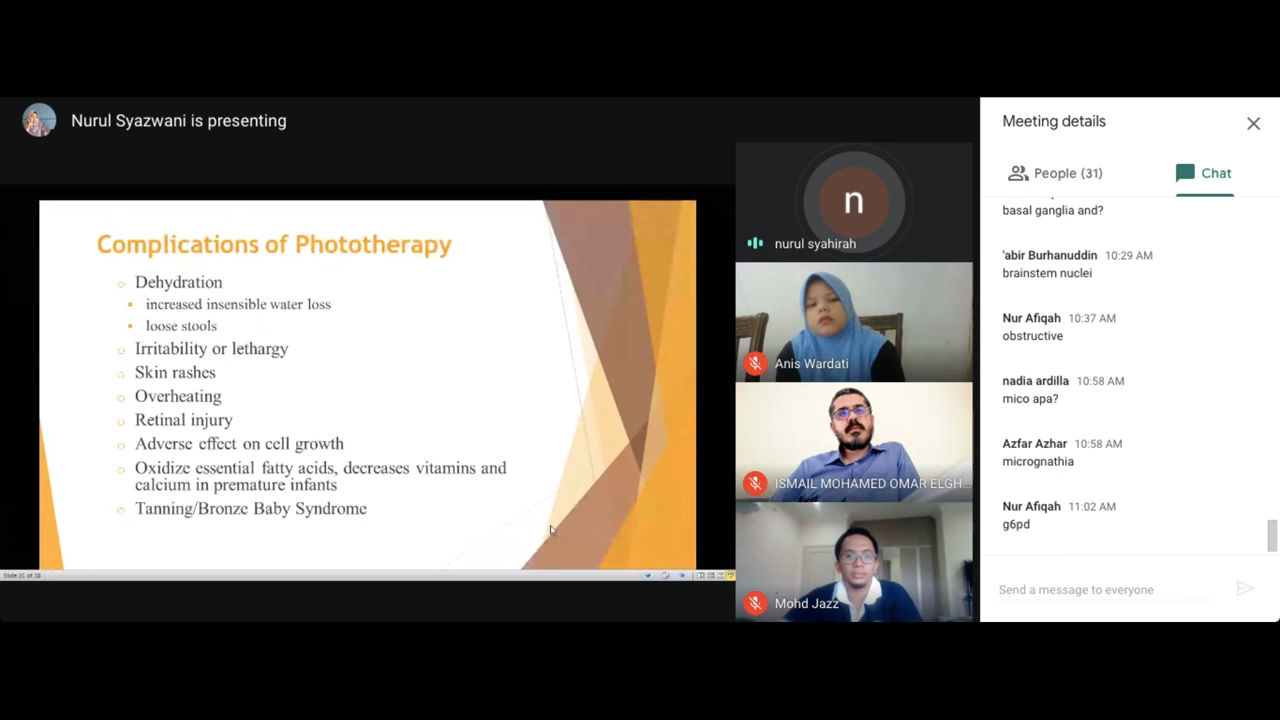 Nurul Syazwani is presenting
Complications of Phototherapy
Dehydration
increased insensible water loss
loose stools
Irritability or lethargy
Skin rashes
Overheating
Retinal injury
Adverse effect on cell growth
Oxidize essential fatty acids, decreases vitamins and
calcium in premature infants
Tanning/Bronze Baby Syndrome
Slide 35 of 38
n
nurul syahirah
Anis Wardati
ISMAIL MOHAMED OMAR ELGH...
Mohd Jazz
Meeting details
People (31)
Chat
basal ganglia and?
'abir Burhanuddin 10:29 AM
brainstem nuclei
Nur Afiqah 10:37 AM
obstructive
nadia ardilla 10:58 AM
mico apa?
Azfar Azhar 10:58 AM
micrognathia
Nur Afiqah 11:02 AM
g6pd
Send a message to everyone